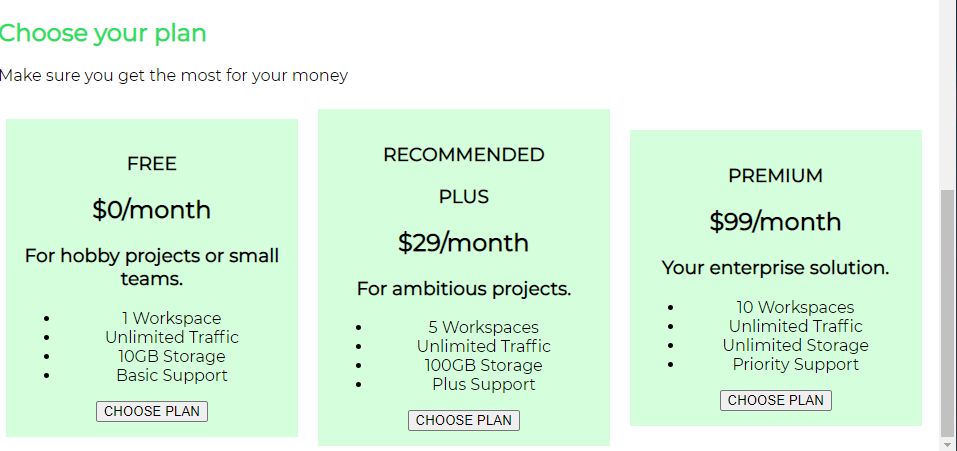 Choose your plan
Make sure you get the most for your money
FREE
$0/month
For hobby projects or small
teams.
1 Workspace
Unlimited Traffic
10GB Storage
Basic Support
CHOOSE PLAN
RECOMMENDED
PLUS
$29/month
For ambitious projects.
5 Workspaces
Unlimited Traffic
100GB Storage
Plus Support
CHOOSE PLAN
PREMIUM
$99/month
Your enterprise solution.
10 Workspaces
Unlimited Traffic
Unlimited Storage
Priority Support
CHOOSE PLAN